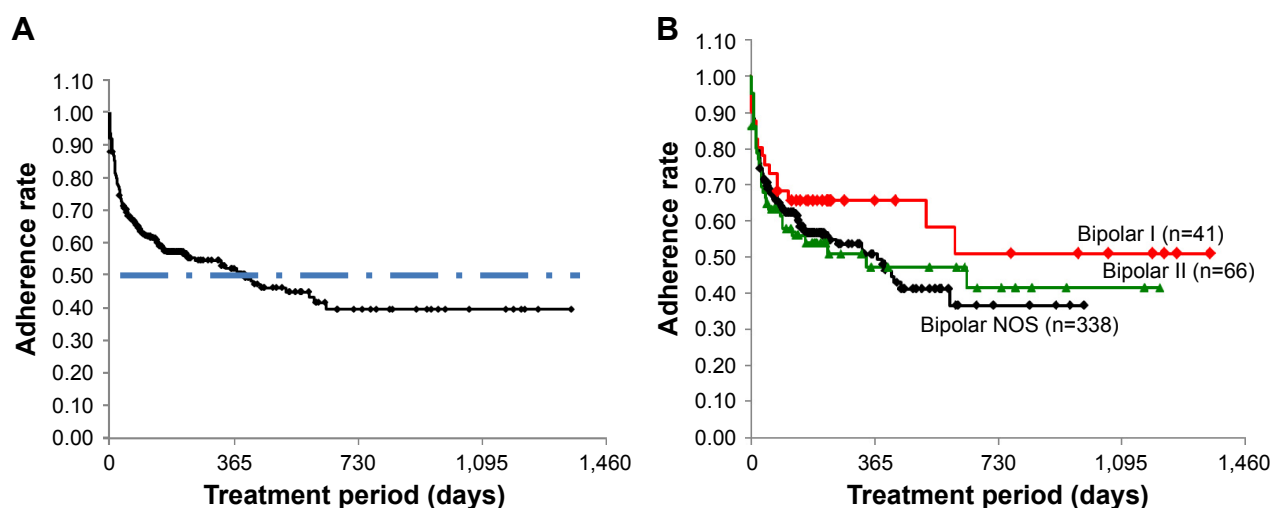 A
Adherence rate
1.10
1.00
0.90
0.80
0.70
0.60
0.50
0.40
0.30
0.20
0.10
0.00
0 365 730 1,095 1,460
Treatment period (days)
B
Adherence rate
1.10
1.00
0.90
0.80
0.70
0.60
0.50
0.40
0.30
0.20
0.10
0.00
Bipolar I (n=41)
Bipolar II (n=66)
Bipolar NOS (n=338)
0 365 730 1,095 1,460
Treatment period (days)